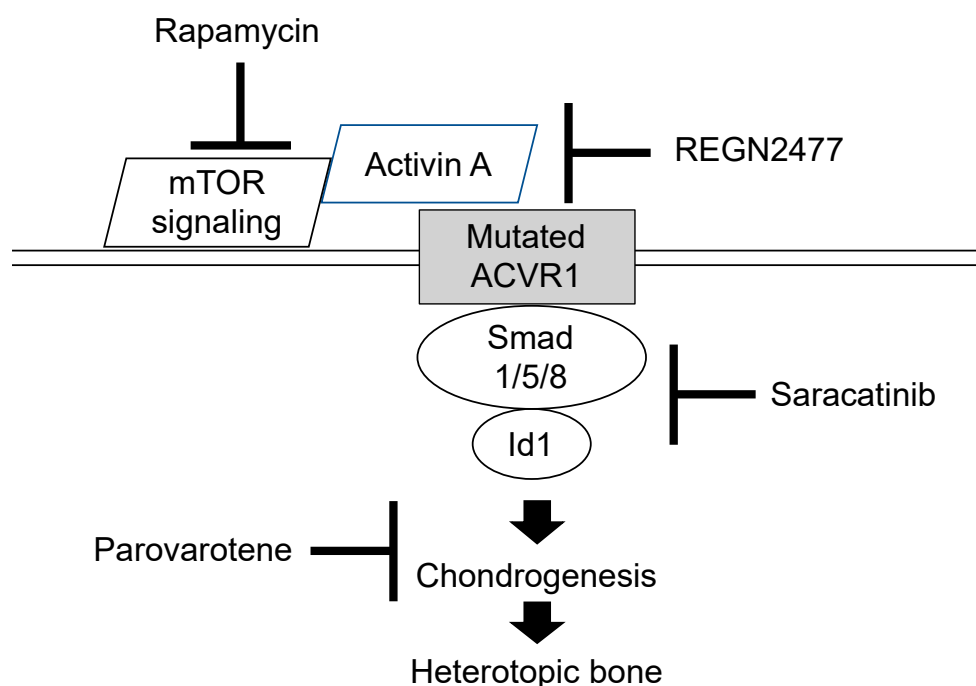 Rapamycin
Activin A
REGN2477
mTOR
signaling
Mutated
ACVR1
Smad
1/5/8
Saracatinib
Id1
Parovarotene
Chondrogenesis
Heterotopic bone